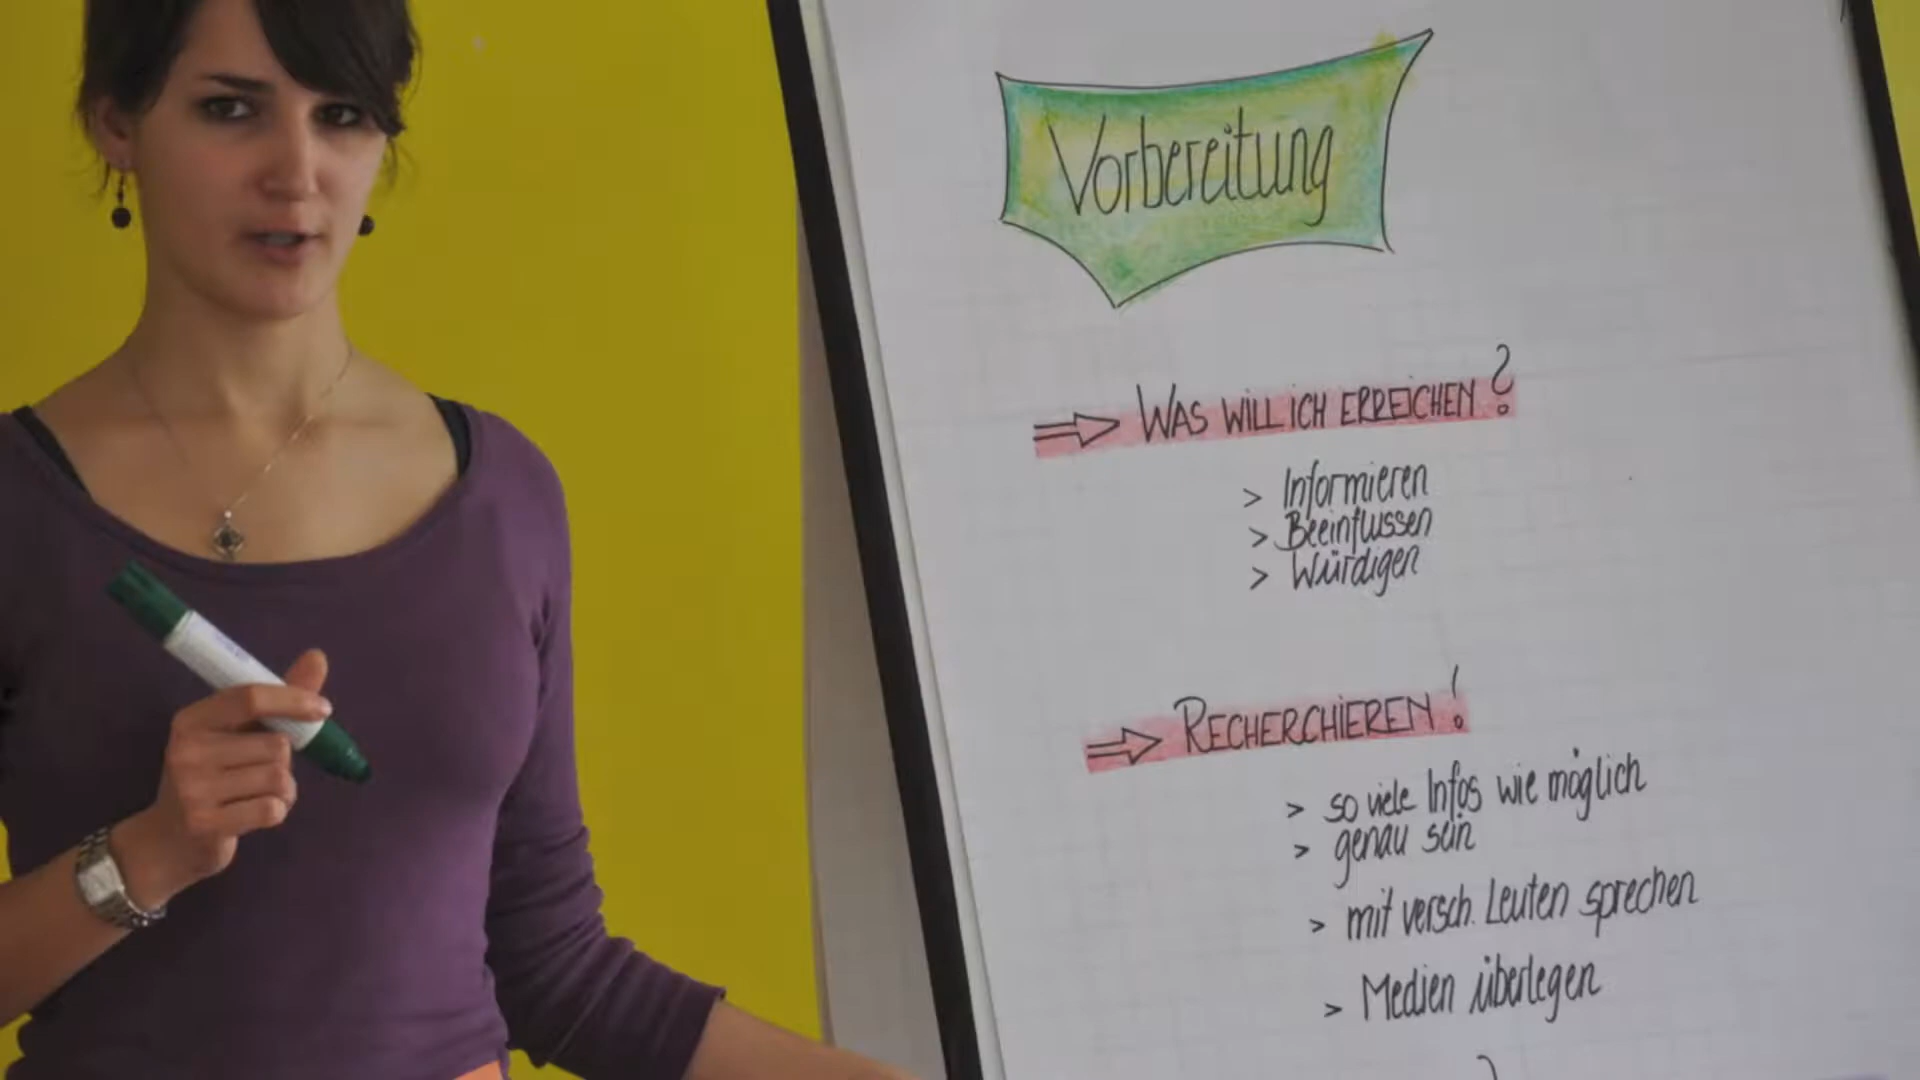 Vorbereitung
⇒ WAS WILL ICH ERREICHEN?
> Informieren
> Beeinflussen
> Würdigen
⇒ RECHERCHIEREN!
> so viele Infos wie möglich
> genau sein
> mit versch. Leuten sprechen
> Medien überlegen